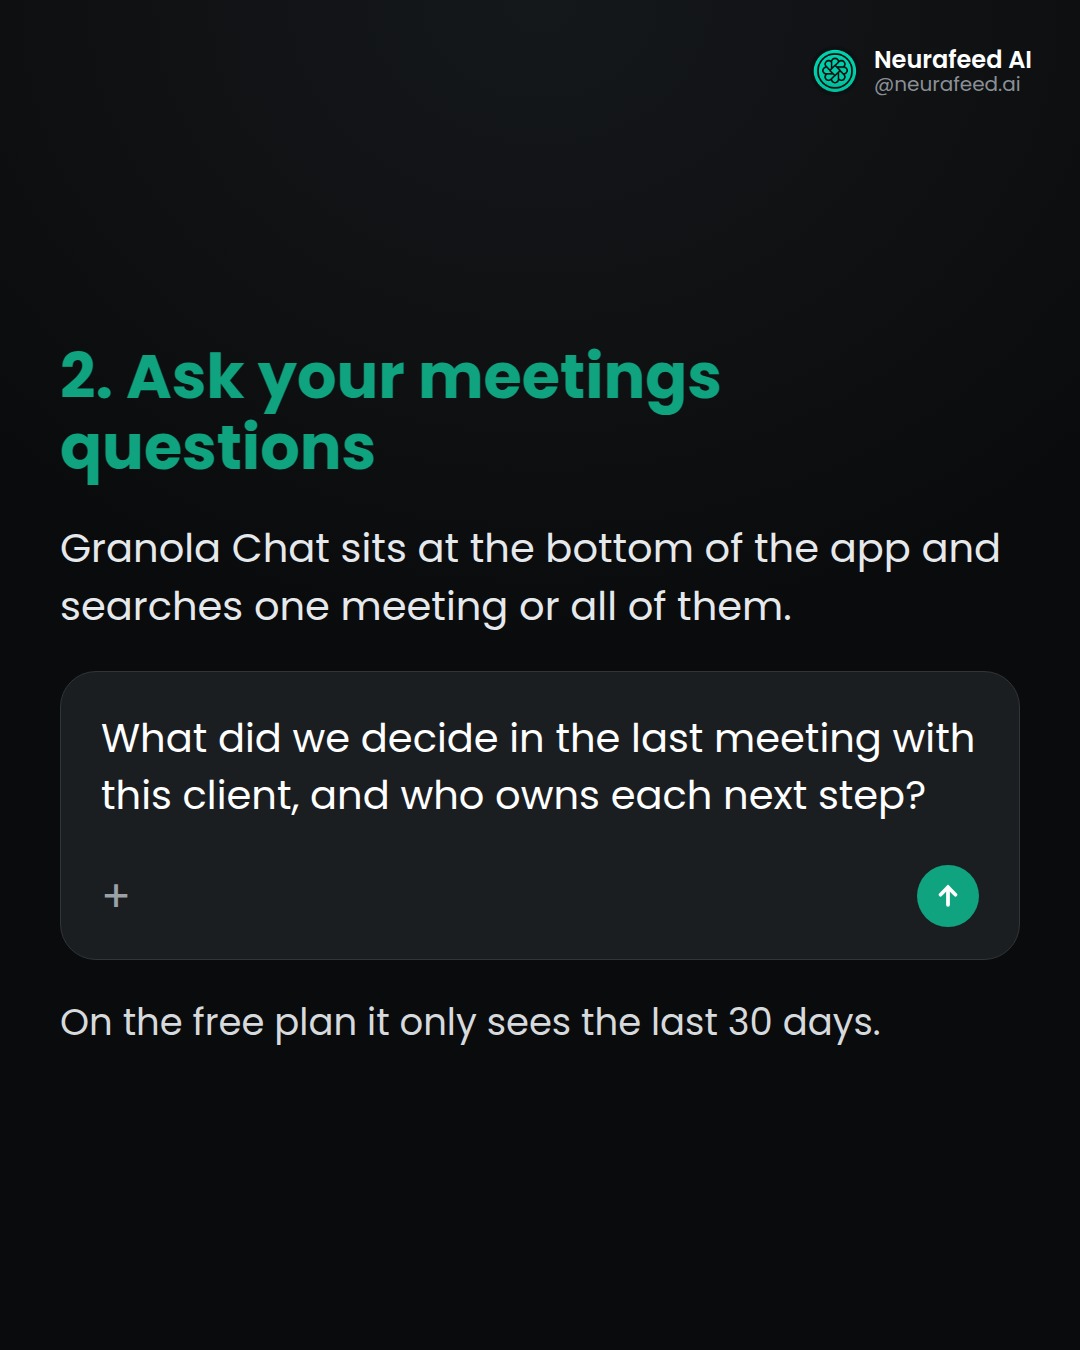 Neurafeed AI
@neurafeed.ai
2. Ask your meetings
questions
Granola Chat sits at the bottom of the app and
searches one meeting or all of them.
What did we decide in the last meeting with
this client, and who owns each next step?
+
On the free plan it only sees the last 30 days.